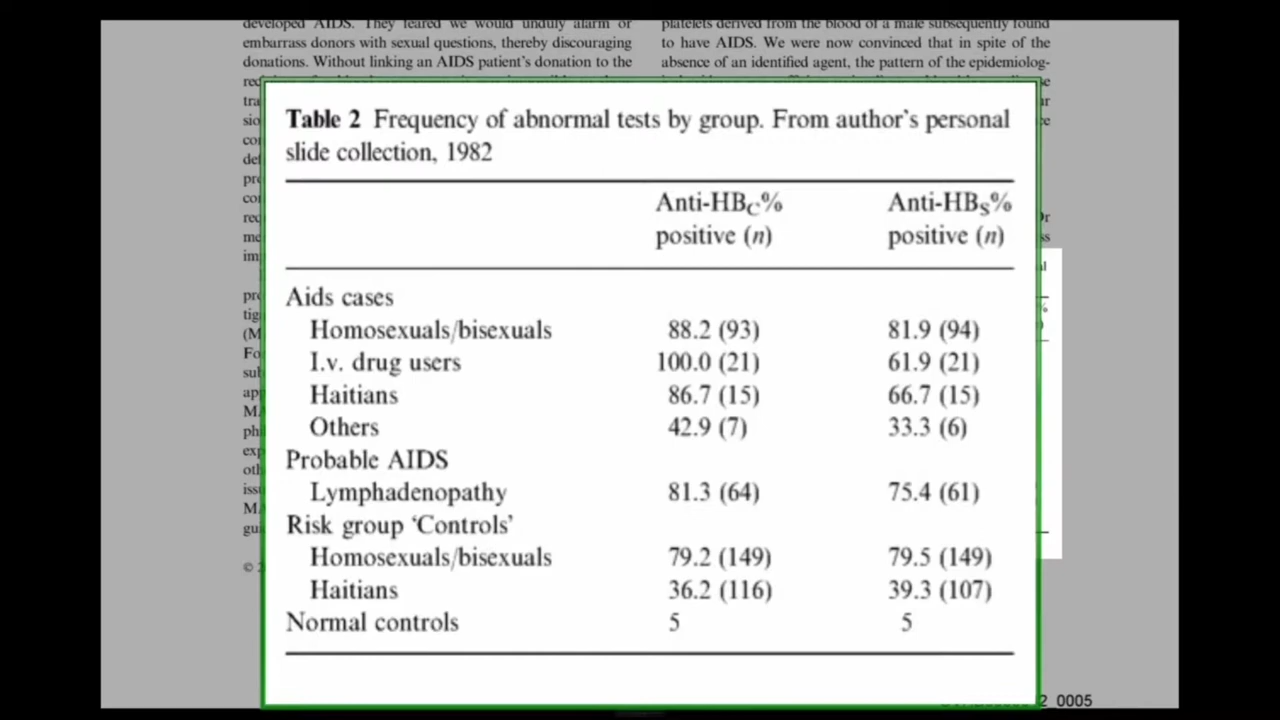 developed AIDS. They feared we would unduly alarm or
embarrass donors with sexual questions, thereby discouraging
donations. Without linking an AIDS patient's donation to the
platelets derived from the blood of a male subsequently found
to have AIDS. We were now convinced that in spite of the
absence of an identified agent, the pattern of the epidemiolog-
Table 2 Frequency of abnormal tests by group. From author's personal
slide collection, 1982
Anti-HBC% Anti-HBS%
positive (n) positive (n)
Aids cases
Homosexuals/bisexuals 88.2 (93) 81.9 (94)
I.v. drug users 100.0 (21) 61.9 (21)
Haitians 86.7 (15) 66.7 (15)
Others 42.9 (7) 33.3 (6)
Probable AIDS
Lymphadenopathy 81.3 (64) 75.4 (61)
Risk group 'Controls'
Homosexuals/bisexuals 79.2 (149) 79.5 (149)
Haitians 36.2 (116) 39.3 (107)
Normal controls 5 5
2_0005